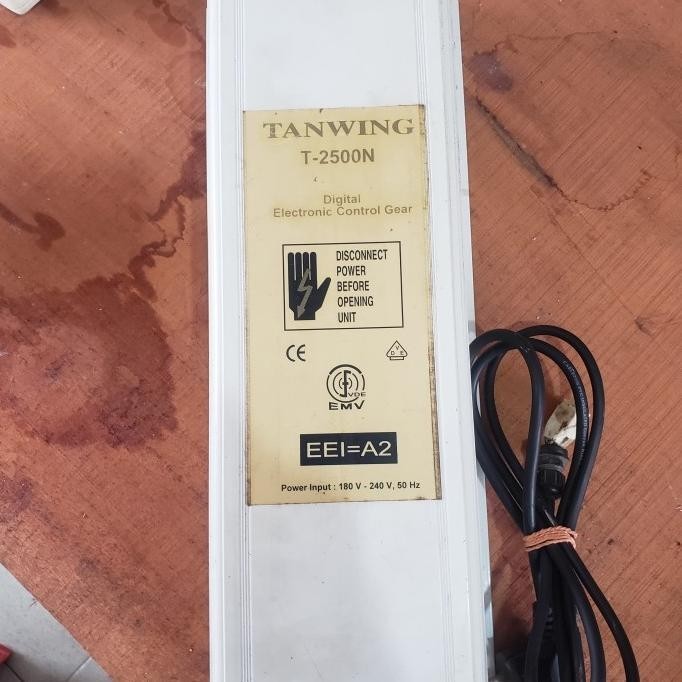 TANWING
T-2500N
Digital
Electronic Control Gear
DISCONNECT
POWER
BEFORE
OPENING
UNIT
CE
VDE
VDE
EMV
EEI=A2
Power Input : 180 V - 240 V, 50 Hz